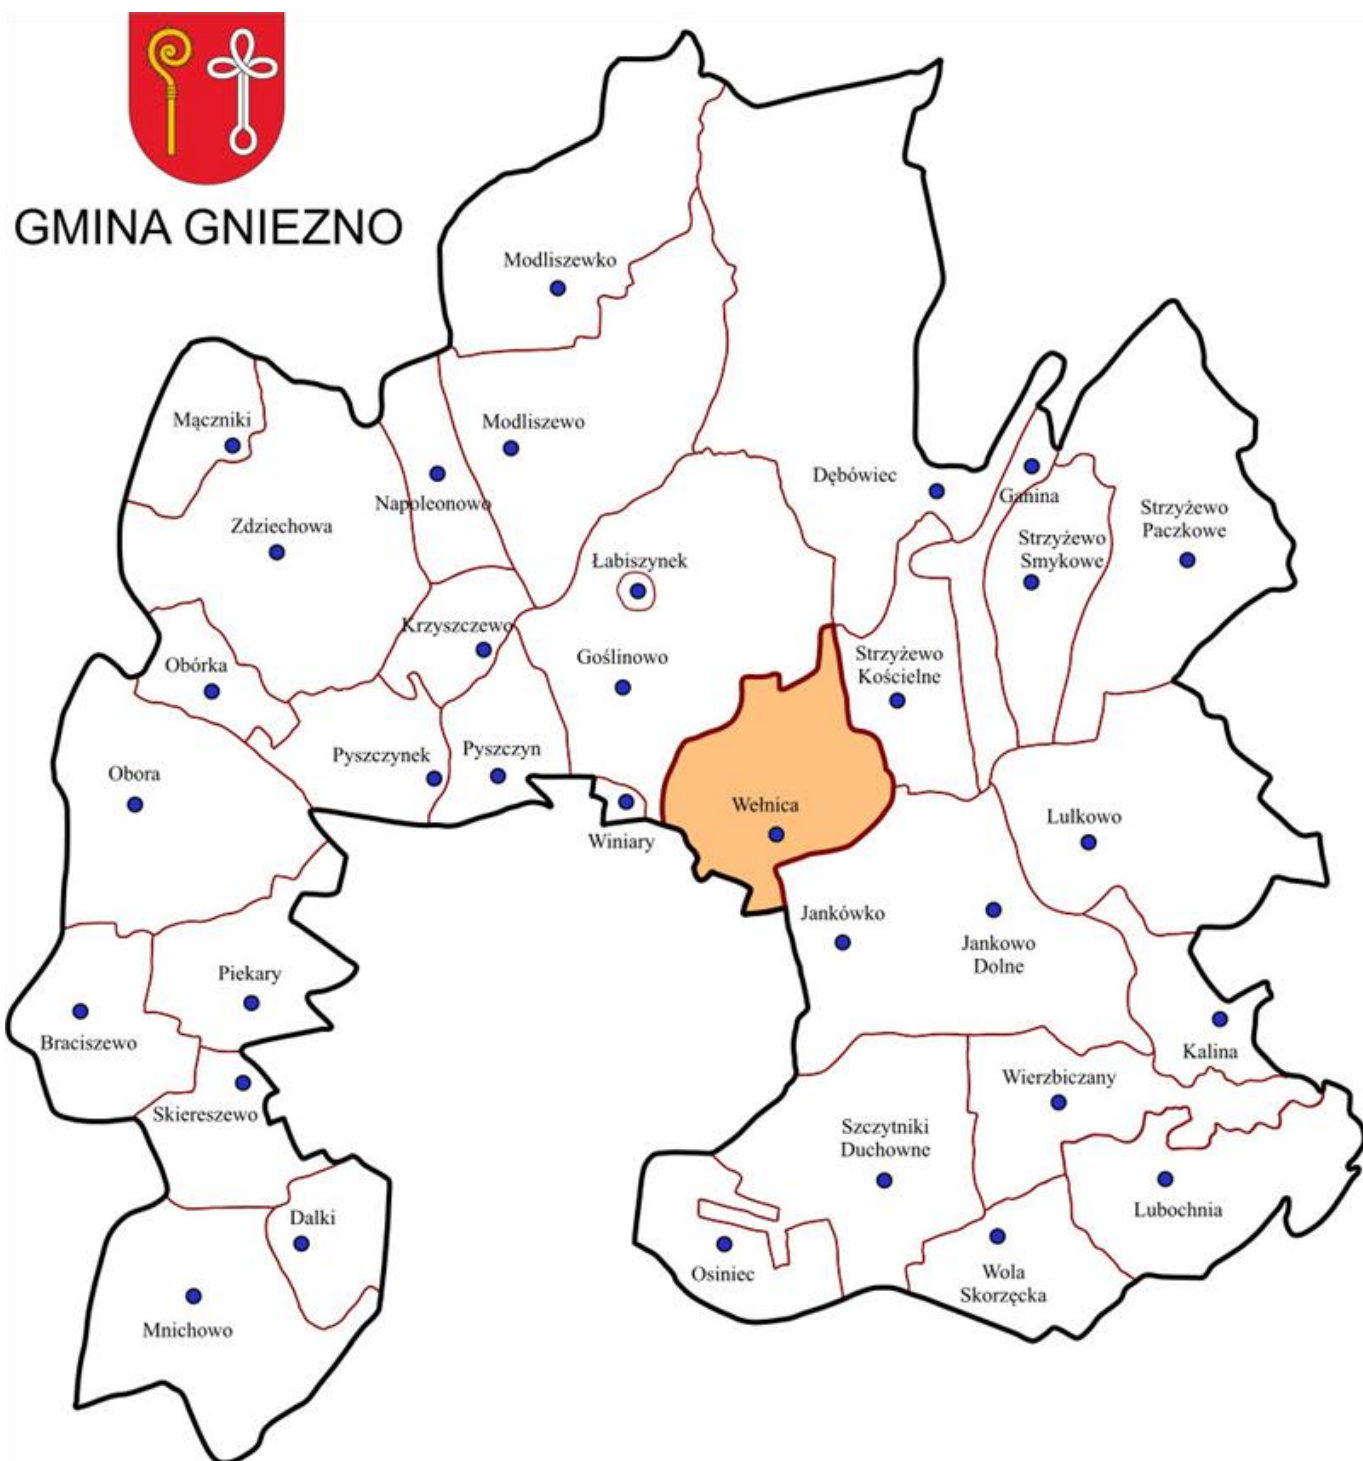 GMINA GNIEZNO
Modliszewko
Mączniki
Modliszewo
Napoleonowo
Dębówiec
Ganina
Zdziechowa
Strzyżewo
Paczkowe
Strzyżewo
Smykowe
Łabiszynek
Krzyszczewo
Goślinowo
Obórka
Strzyżewo
Kościelne
Pyszczynek
Pyszczyn
Obora
Wełnica
Winiary
Lulkowo
Jankówko
Jankowo
Dolne
Piekary
Braciszewo
Kalina
Skiereszewo
Wierzbiczany
Szczytniki
Duchowne
Lubochnia
Dalki
Osiniec
Wola
Skorzęcka
Mnichowo